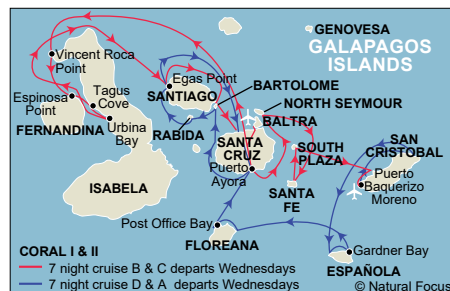 GENOVESA
GALAPAGOS
ISLANDS
Vincent Roca
Point
Egas Point
BARTOLOME
Tagus
Cove
SANTIAGO
NORTH SEYMOUR
Espinosa
Point
BALTRA
FERNANDINA
Urbina
Bay
RABIDA
SANTA
CRUZ
SOUTH
PLAZA
SAN
CRISTOBAL
Puerto
Ayora
Puerto
Baquerizo
Moreno
ISABELA
SANTA
FE
Post Office Bay
FLOREANA
Gardner Bay
ESPAÑOLA
CORAL I & II
7 night cruise B & C departs Wednesdays
7 night cruise D & A departs Wednesdays
© Natural Focus